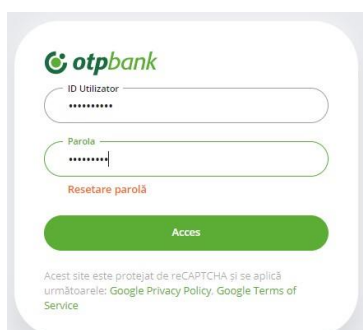 otpbank
ID Utilizator
••••••••••
Parola
•••••••••
Resetare parolă
Acces
Acest site este protejat de reCAPTCHA și se aplică
următoarele: Google Privacy Policy. Google Terms of
Service